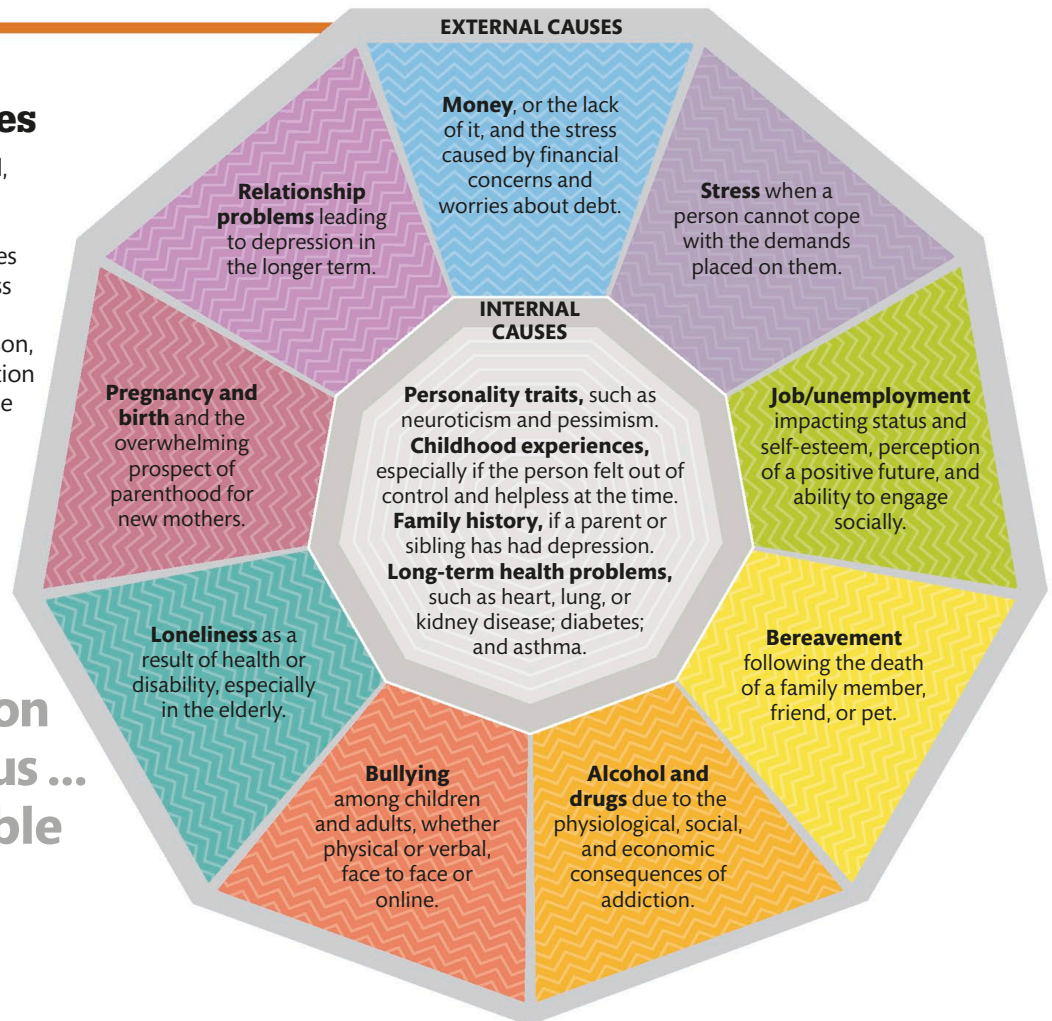 es
es
ss
on,
tion
e
on
us ...
ble
EXTERNAL CAUSES
Money, or the lack
of it, and the stress
caused by financial
concerns and
worries about debt.
Stress when a
person cannot cope
with the demands
placed on them.
Job/unemployment
impacting status and
self-esteem, perception
of a positive future, and
ability to engage
socially.
Bereavement
following the death
of a family member,
friend, or pet.
Alcohol and
drugs due to the
physiological, social,
and economic
consequences of
addiction.
Bullying
among children
and adults, whether
physical or verbal,
face to face or
online.
Loneliness as a
result of health or
disability, especially
in the elderly.
Pregnancy and
birth and the
overwhelming
prospect of
parenthood for
new mothers.
Relationship
problems leading
to depression in
the longer term.
INTERNAL
CAUSES
Personality traits, such as
neuroticism and pessimism.
Childhood experiences,
especially if the person felt out of
control and helpless at the time.
Family history, if a parent or
sibling has had depression.
Long-term health problems,
such as heart, lung, or
kidney disease; diabetes;
and asthma.